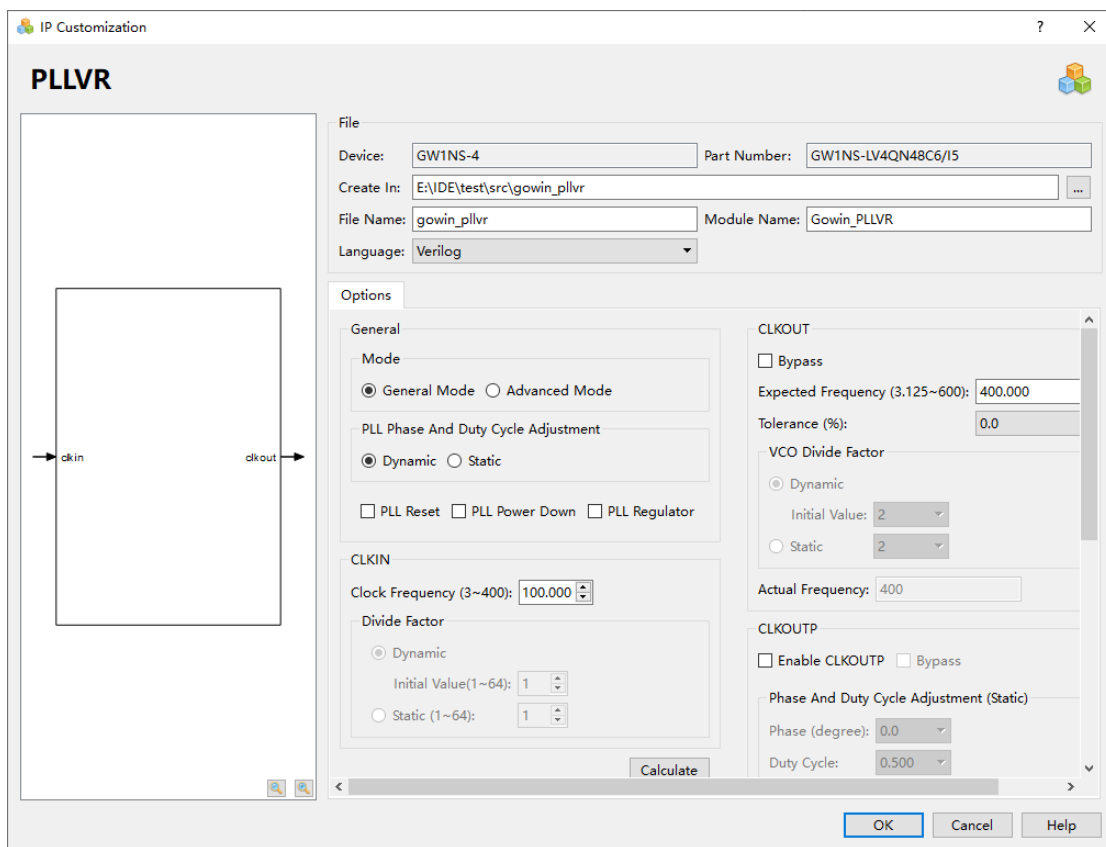 IP Customization
?
PLLVR
File
Device: GW1NS-4 Part Number: GW1NS-LV4QN48C6/I5
Create In: E:\IDE\test\src\gowin_pllvr ...
File Name: gowin_pllvr Module Name: Gowin_PLLVR
Language: Verilog
clkin clkout
Options
General
Mode
General Mode Advanced Mode
PLL Phase And Duty Cycle Adjustment
Dynamic Static
PLL Reset PLL Power Down PLL Regulator
CLKIN
Clock Frequency (3~400): 100.000
Divide Factor
Dynamic
Initial Value(1~64): 1
Static (1~64): 1
Calculate
CLKOUT
Bypass
Expected Frequency (3.125~600): 400.000
Tolerance (%): 0.0
VCO Divide Factor
Dynamic
Initial Value: 2
Static 2
Actual Frequency: 400
CLKOUTP
Enable CLKOUTP Bypass
Phase And Duty Cycle Adjustment (Static)
Phase (degree): 0.0
Duty Cycle: 0.500
OK Cancel Help